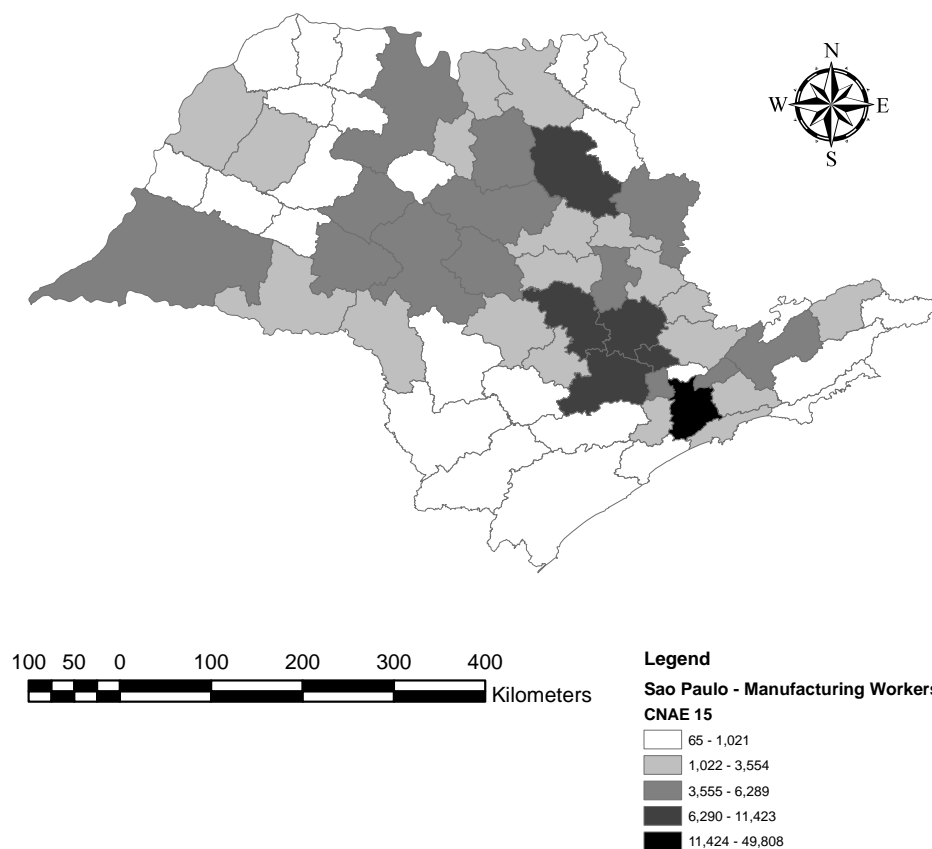 N
W E
S
100 50 0 100 200 300 400
Kilometers
Legend
Sao Paulo - Manufacturing Workers
CNAE 15
65 - 1,021
1,022 - 3,554
3,555 - 6,289
6,290 - 11,423
11,424 - 49,808